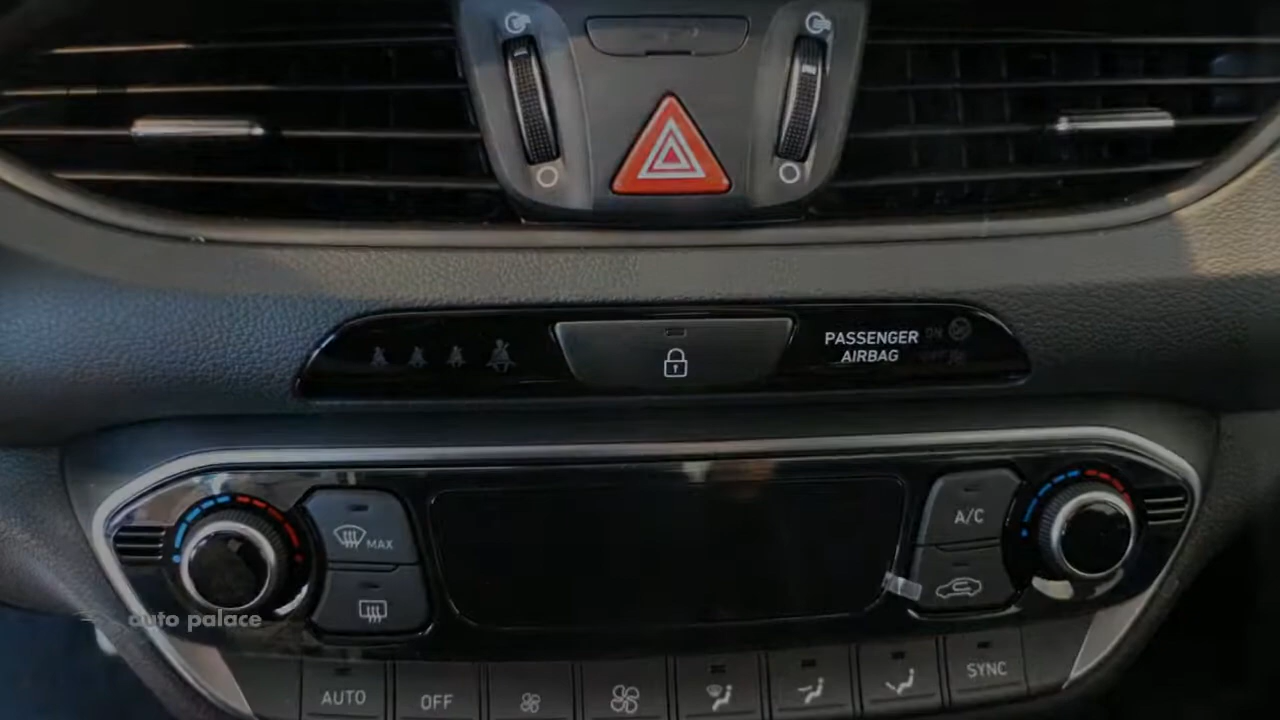 PASSENGER
AIRBAG
MAX
A/C
auto palace
AUTO
OFF
SYNC